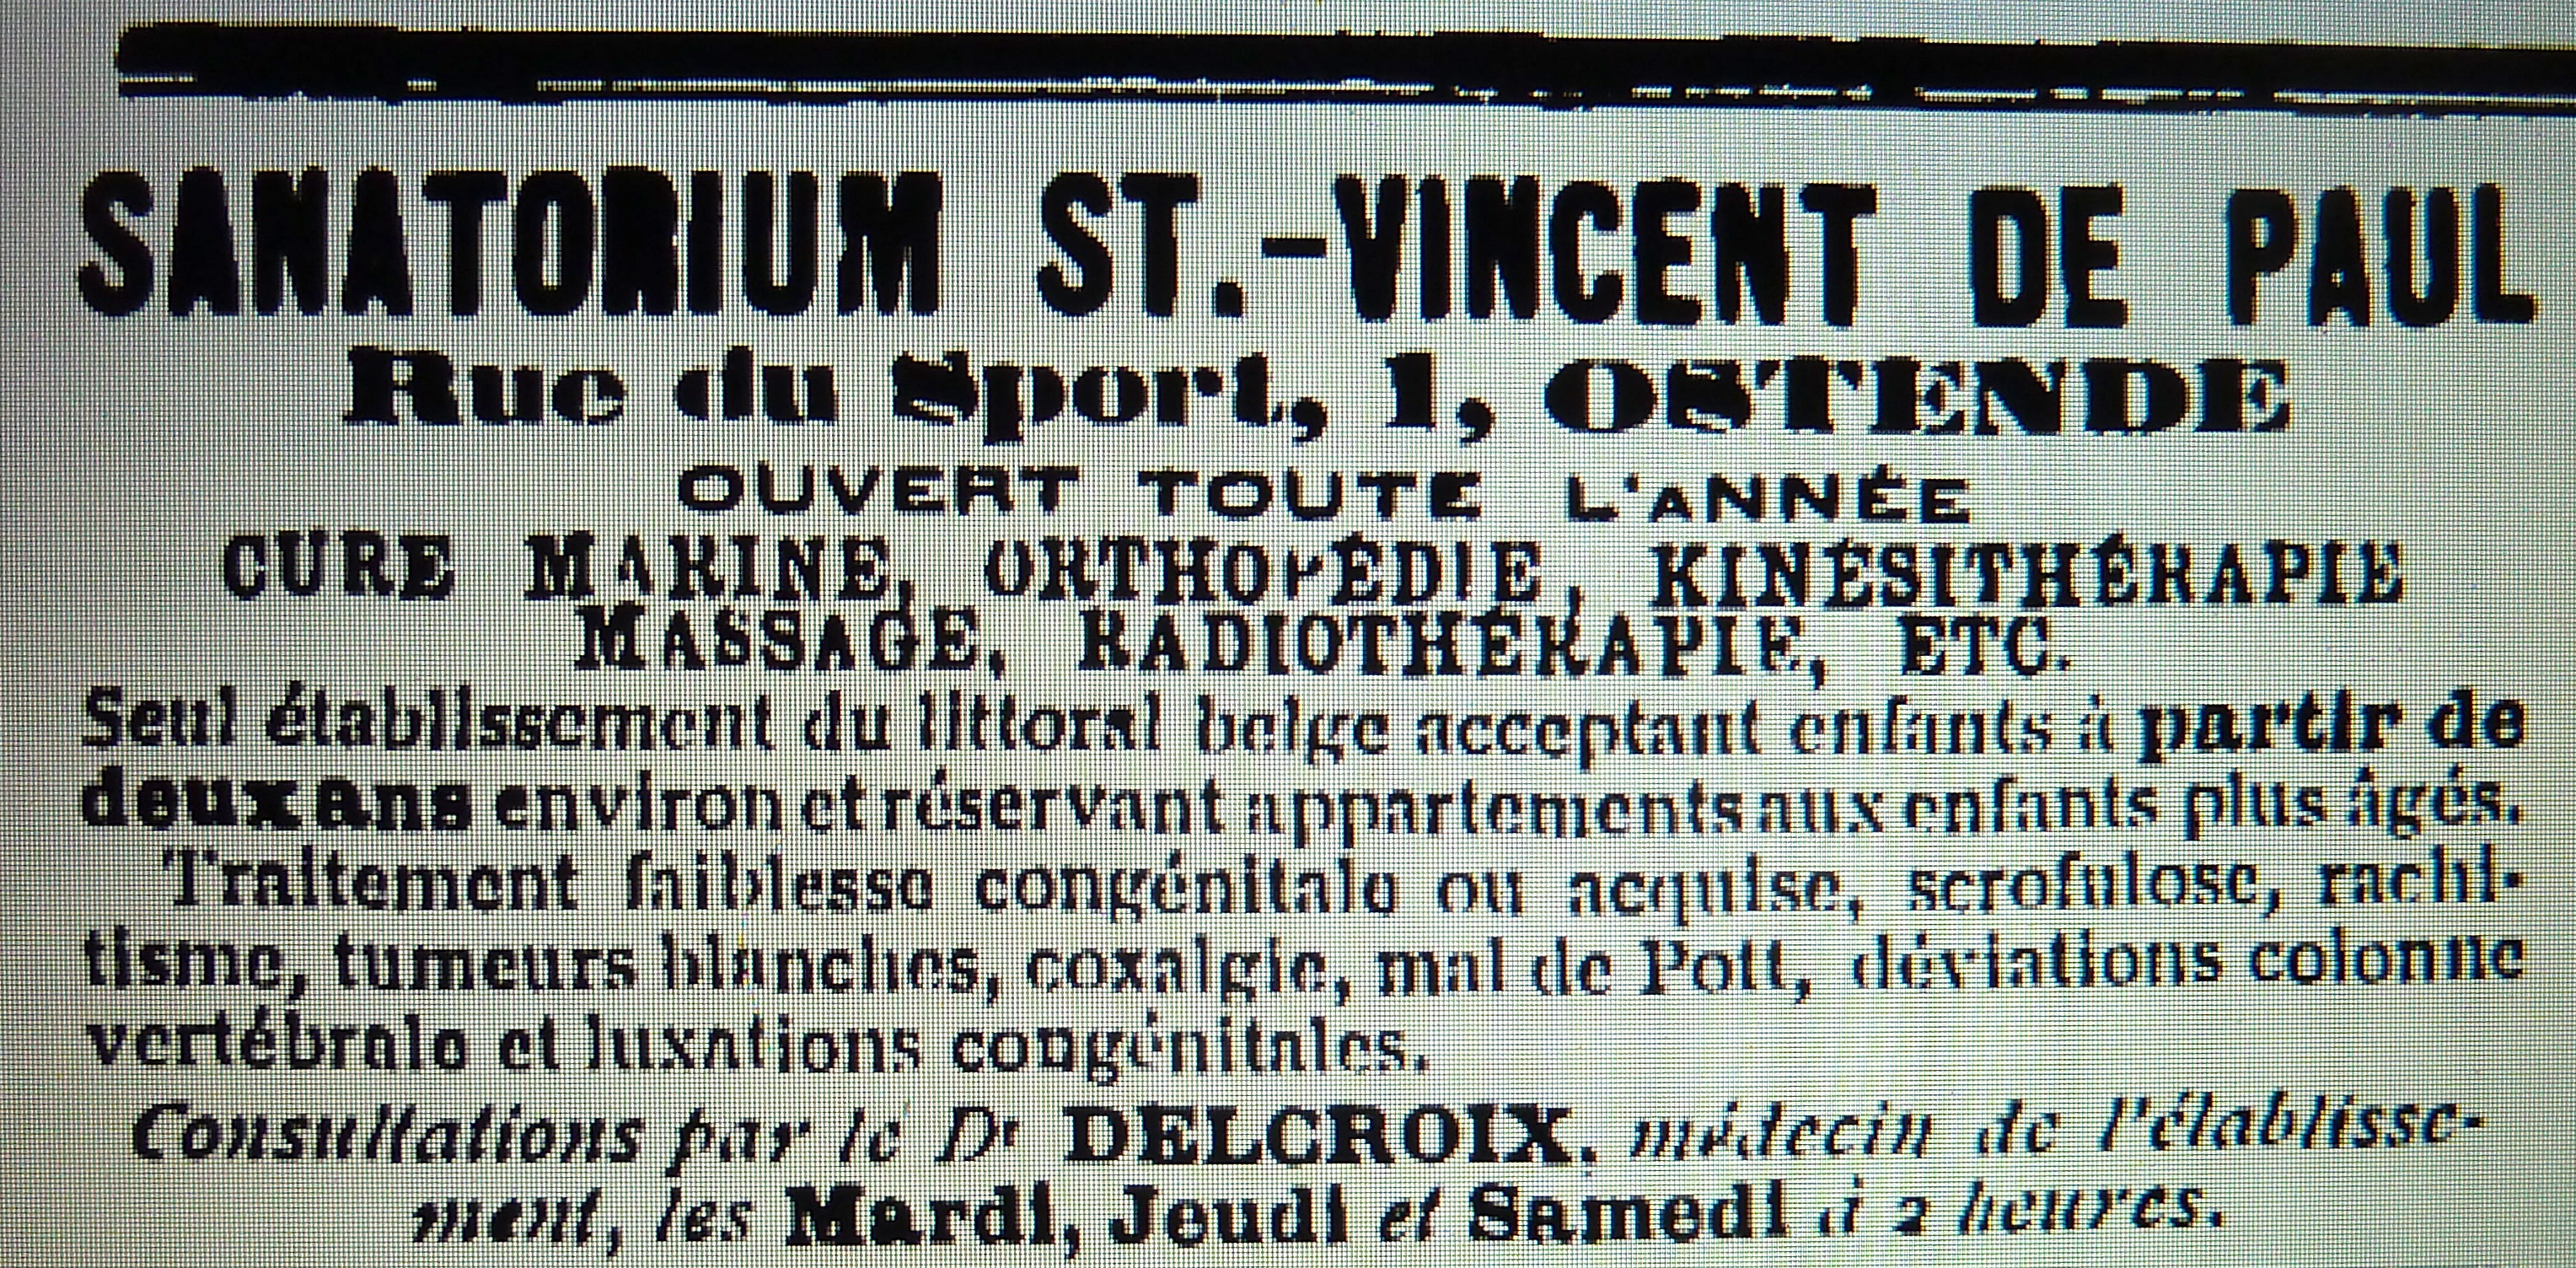 SANATORIUM ST.-VINCENT DE PAUL
Rue du Sport, 1, OSTENDE
OUVERT TOUTE L'ANNÉE
CURE MARINE, ORTHOPÉDIE, KINÉSITHÉRAPIE
MASSAGE, RADIOTHÉRAPIE, ETC.
Seul établissement du littoral belge acceptant enfants à partir de
deux ans environ et réservant appartements aux enfants plus âgés.
Traitement faiblesse congénitale ou acquise, scrofulose, rachi-
tisme, tumeurs blanches, coxalgie, mal de Pott, déviations colonne
vertébrale et luxations congénitales.
Consultations par le Dr DELCROIX, médecin de l'établisse-
ment, les Mardi, Jeudi et Samedi à 2 heures.